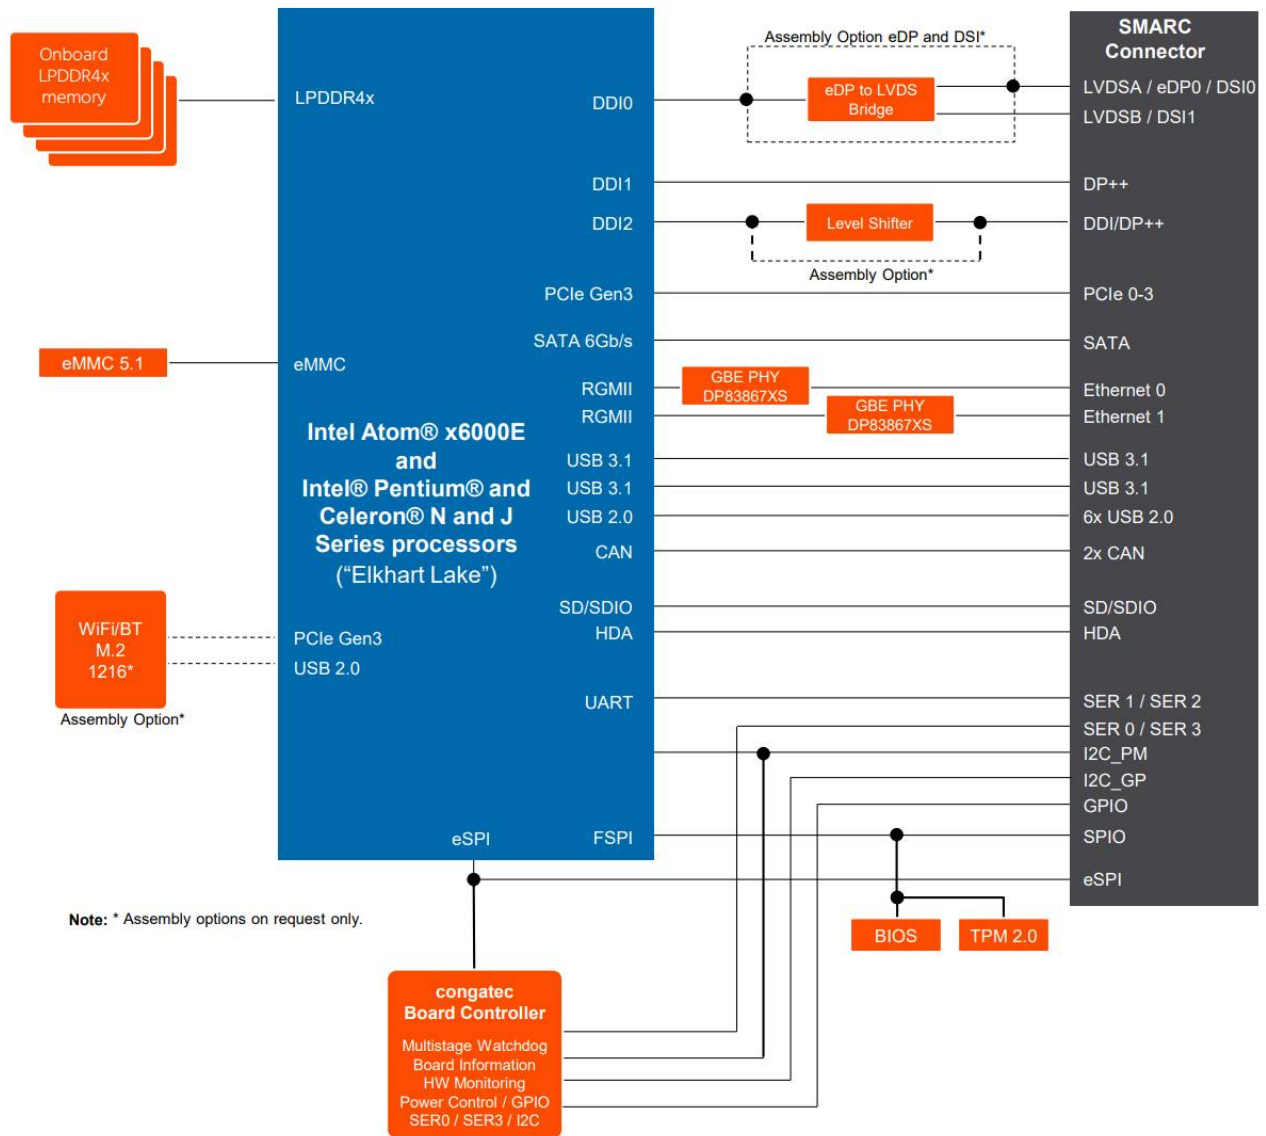 Onboard
LPDDR4x
memory
LPDDR4x
DDI0
Assembly Option eDP and DSI*
eDP to LVDS
Bridge
SMARC
Connector
LVDSA / eDP0 / DSI0
LVDSB / DSI1
DDI1
DP++
DDI2
Level Shifter
DDI/DP++
Assembly Option*
PCIe Gen3
PCIe 0-3
SATA 6Gb/s
SATA
eMMC 5.1
eMMC
RGMII
GBE PHY
DP83867XS
Ethernet 0
RGMII
GBE PHY
DP83867XS
Ethernet 1
Intel Atom® x6000E
and
Intel® Pentium® and
Celeron® N and J
Series processors
(“Elkhart Lake”)
USB 3.1
USB 3.1
USB 3.1
USB 3.1
USB 2.0
6x USB 2.0
CAN
2x CAN
SD/SDIO
SD/SDIO
HDA
HDA
WiFi/BT
M.2
1216*
Assembly Option*
PCIe Gen3
USB 2.0
UART
SER 1 / SER 2
SER 0 / SER 3
I2C_PM
I2C_GP
GPIO
eSPI
FSPI
SPIO
eSPI
Note: * Assembly options on request only.
BIOS
TPM 2.0
congatec
Board Controller
Multistage Watchdog
Board Information
HW Monitoring
Power Control / GPIO
SER0 / SER3 / I2C